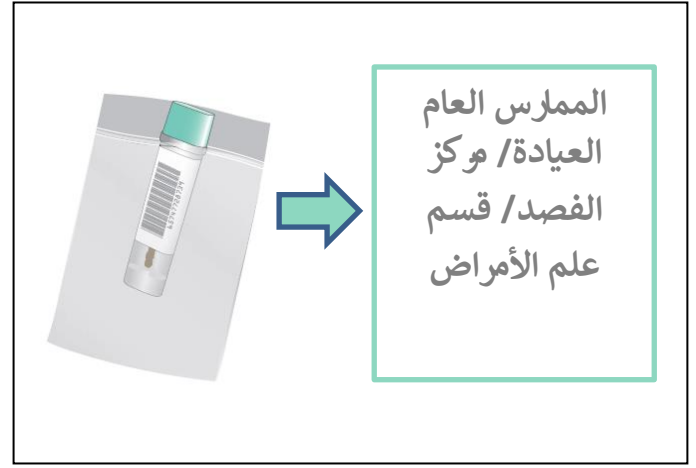 الممارس العام
العيادة/ مركز
الفصد/ قسم
علم الأمراض